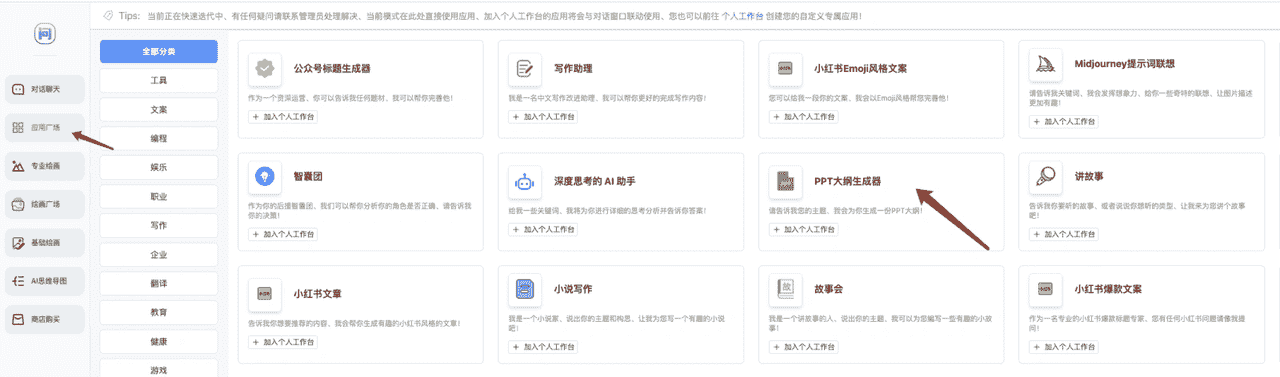 Tips: 当前正在快速迭代中、有任何疑问请联系管理员处理解决、当前模式在此处直接使用应用、加入个人工作台的应用将会与对话窗口联动使用、您也可以前往 个人工作台 创建您的自定义专属应用！
对话聊天
应用广场
专业绘画
绘画广场
基础绘画
AI思维导图
商店购买
全部分类
工具
文案
编程
娱乐
职业
写作
企业
翻译
教育
健康
游戏
公众号标题生成器
作为一个资深运营、你可以告诉我任何题材、我可以帮你完善他！
+ 加入个人工作台
写作助理
我是一名中文写作改进助理、我可以帮你更好的完成写作内容！
+ 加入个人工作台
小红书Emoji风格文案
您可以给我一段你的文案、我会以Emoji风格帮您完善他！
+ 加入个人工作台
Midjourney提示词联想
请告诉我关键词、我会发挥想象力、给你一些奇特的联想、让图片描述
更加有趣！
+ 加入个人工作台
智囊团
作为你的后援智囊团、我们可以帮你分析你的角色是否正确、请告诉我
你的决策！
+ 加入个人工作台
深度思考的 AI 助手
给我一些关键词、我将为你进行详细的思考分析并告诉你答案！
+ 加入个人工作台
PPT大纲生成器
请告诉我您的主题、我会为你生成一份PPT大纲！
+ 加入个人工作台
讲故事
告诉我你要听的故事、或者说说你想听的类型、让我来为您讲个故事
吧！
+ 加入个人工作台
小红书文章
告诉我你想要推荐的内容、我会帮你生成有趣的小红书风格的文章！
+ 加入个人工作台
小说写作
我是一个小说家、说出你的主题和构思、让我为您写一个有趣的小说
吧！
+ 加入个人工作台
故
故事会
我是一个讲故事的人、说出你的主题、我可以为您编写一些有趣的小故
事！
+ 加入个人工作台
小红书爆款文案
作为一名专业的小红书爆款标题专家、您有任何小红书问题请像我提
问！
+ 加入个人工作台